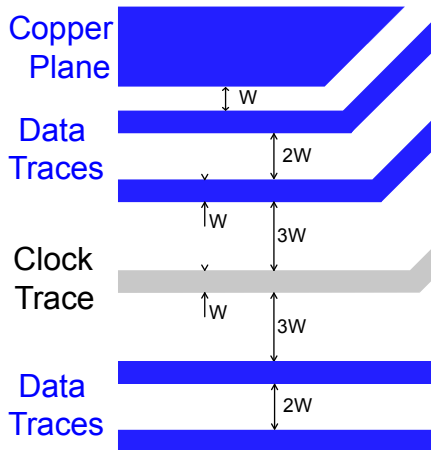 Copper
Plane
W
Data
Traces
2W
W
3W
Clock
Trace
W
3W
Data
Traces
2W